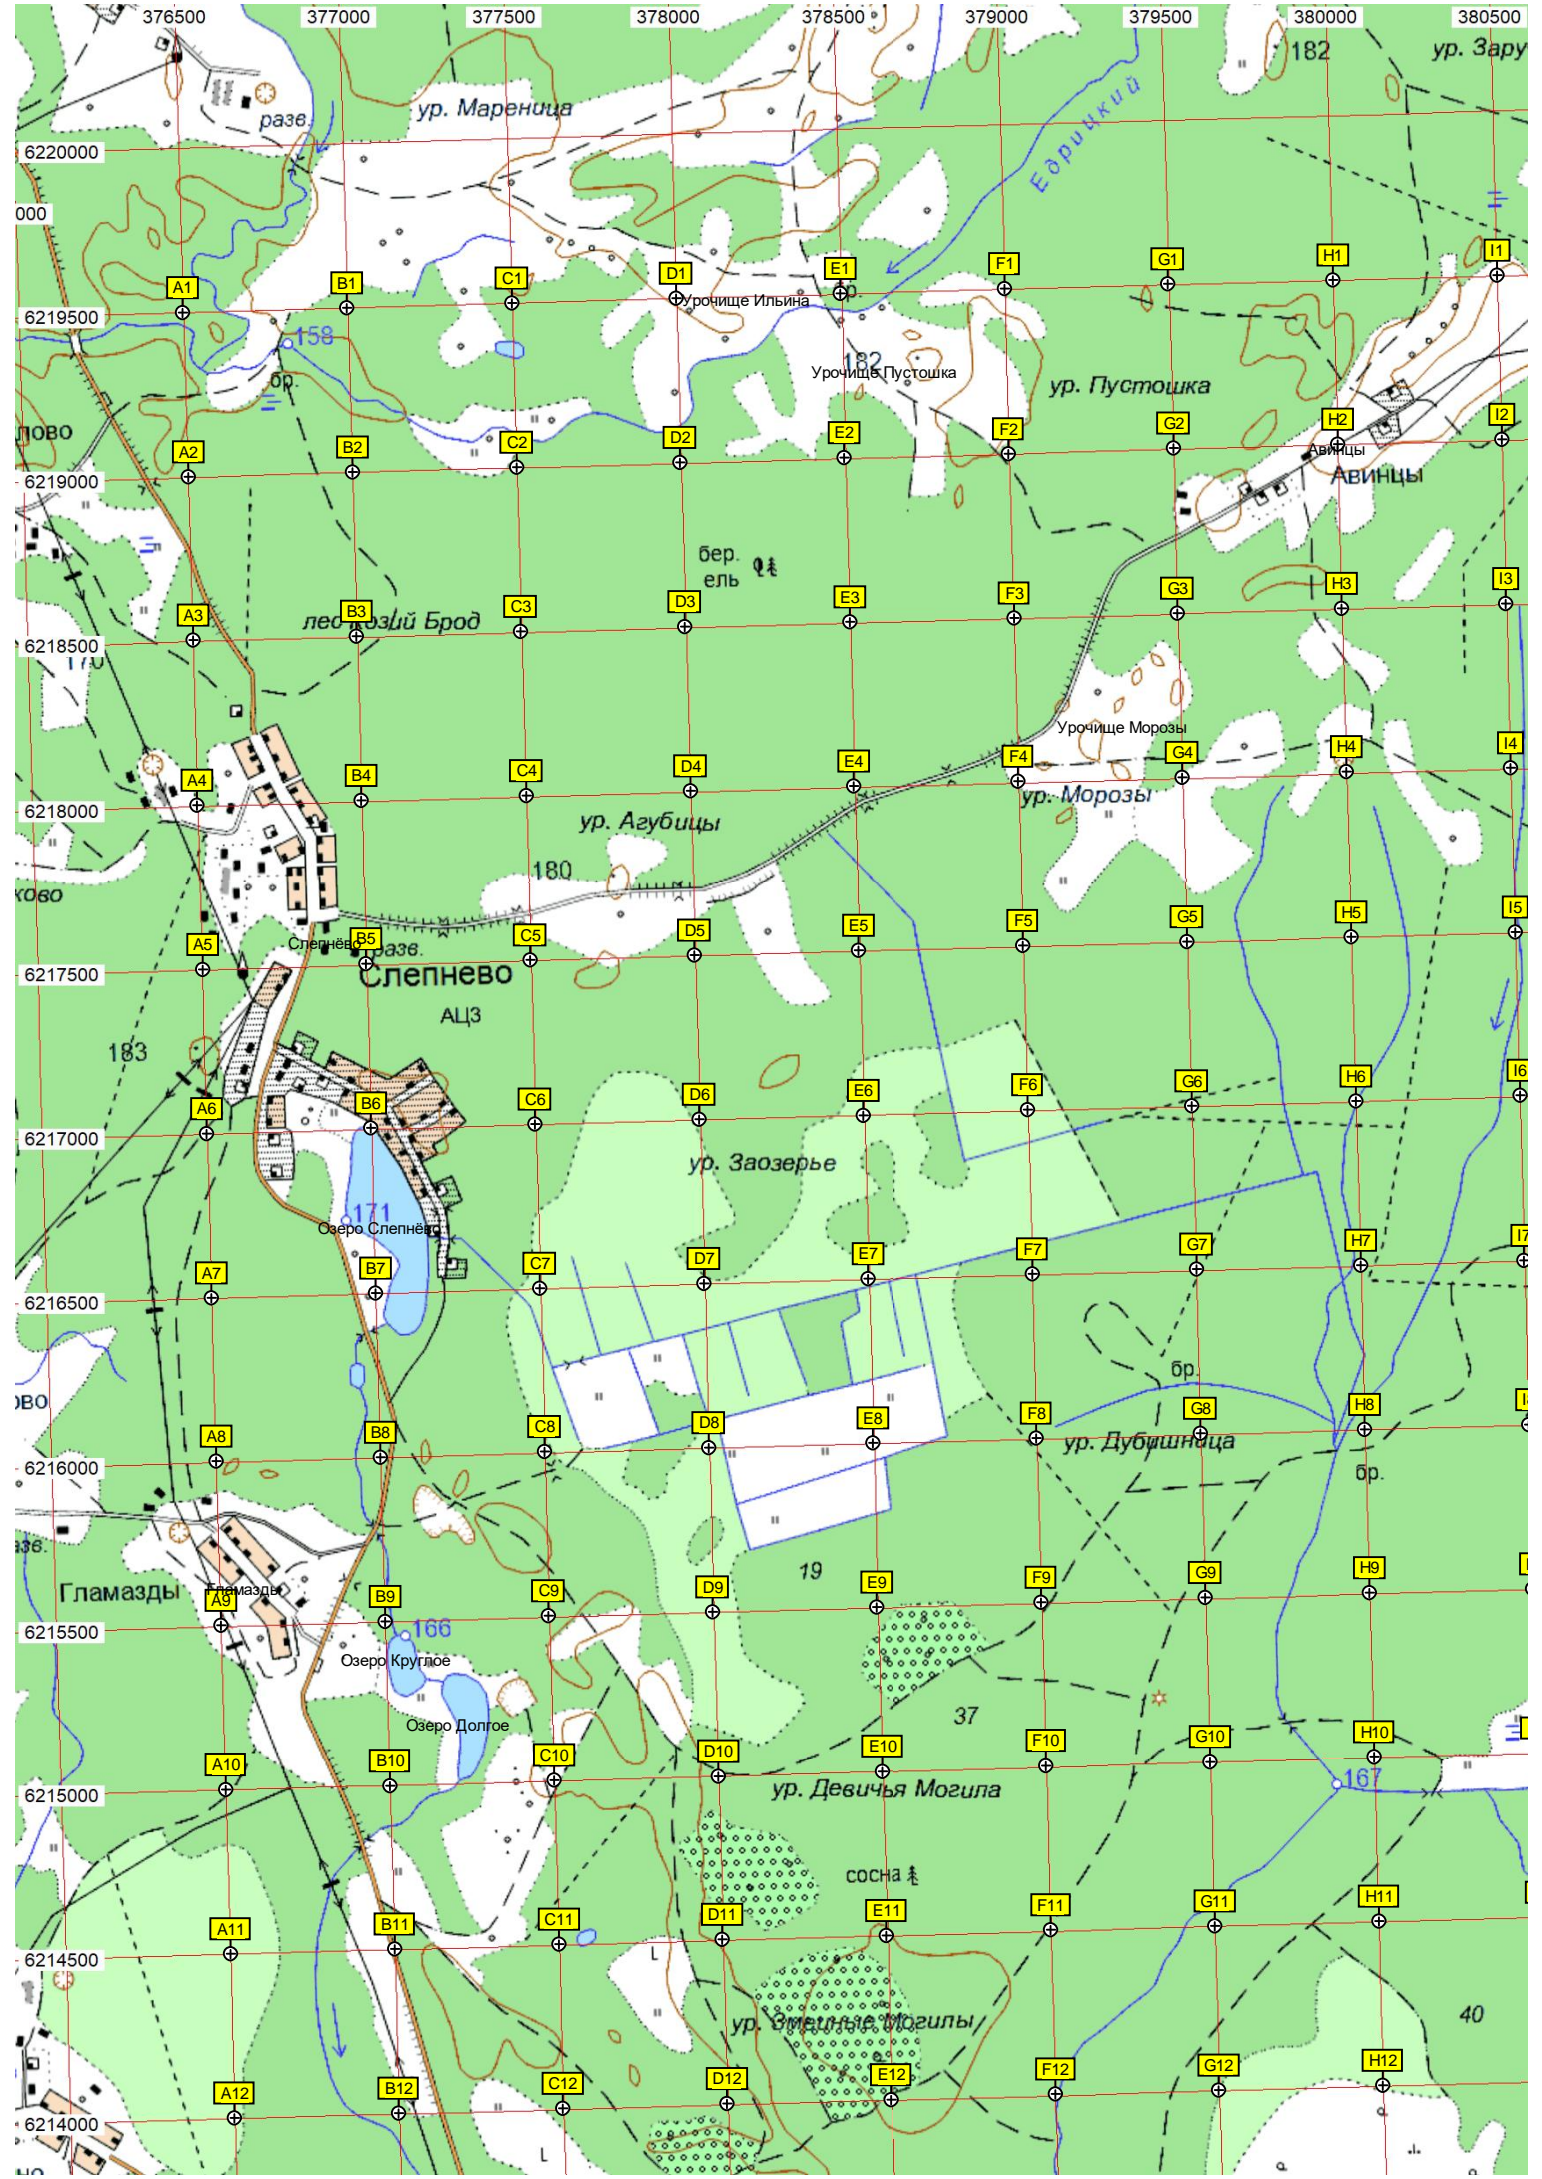 376500 377000 377500 378000 378500 379000 379500 380000 380500
182
ур. Зару
ур. Мареница
разв.
Едрицкий
6220000
000
A1 B1 C1 D1 E1 F1 G1 H1 I1
Урочище Ильина
бр.
6219500
158
182
Урочище Пустошка
ур. Пустошка
бр.
лово
A2 B2 C2 D2 E2 F2 G2 H2 I2
Авинцы
Авинцы
6219000
бер.
ель
A3 B3 C3 D3 E3 F3 G3 H3 I3
лес Козий Брод
6218500
170
Урочище Морозы
A4 B4 C4 D4 E4 F4 G4 H4 I4
ур. Морозы
6218000
ур. Агубицы
180
ково
A5 B5 C5 D5 E5 F5 G5 H5 I5
Слепнёво
разв.
6217500
Слепнево
АЦЗ
183
A6 B6 C6 D6 E6 F6 G6 H6 I6
6217000
ур. Заозерье
171
Озеро Слепнёво
A7 B7 C7 D7 E7 F7 G7 H7 I7
6216500
бр.
ово
A8 B8 C8 D8 E8 F8 G8 H8
ур. Дубишница
6216000
бр.
азв.
19
Гламазды
Гламазды
A9 B9 C9 D9 E9 F9 G9 H9
6215500
166
Озеро Круглое
37
Озеро Долгое
A10 B10 C10 D10 E10 F10 G10 H10
167
6215000
ур. Девичья Могила
сосна
A11 B11 C11 D11 E11 F11 G11 H11
6214500
40
ур. Змеиные Могилы
A12 B12 C12 D12 E12 F12 G12 H12
6214000